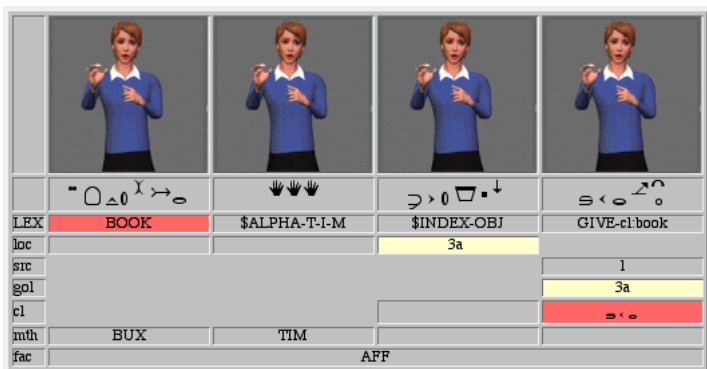 LEX BOOK $ALPHA-T-I-M $INDEX-OBJ GIVE-cl:book
loc 3a
src 1
gol 3a
cl
mth BUX TIM
fac AFF